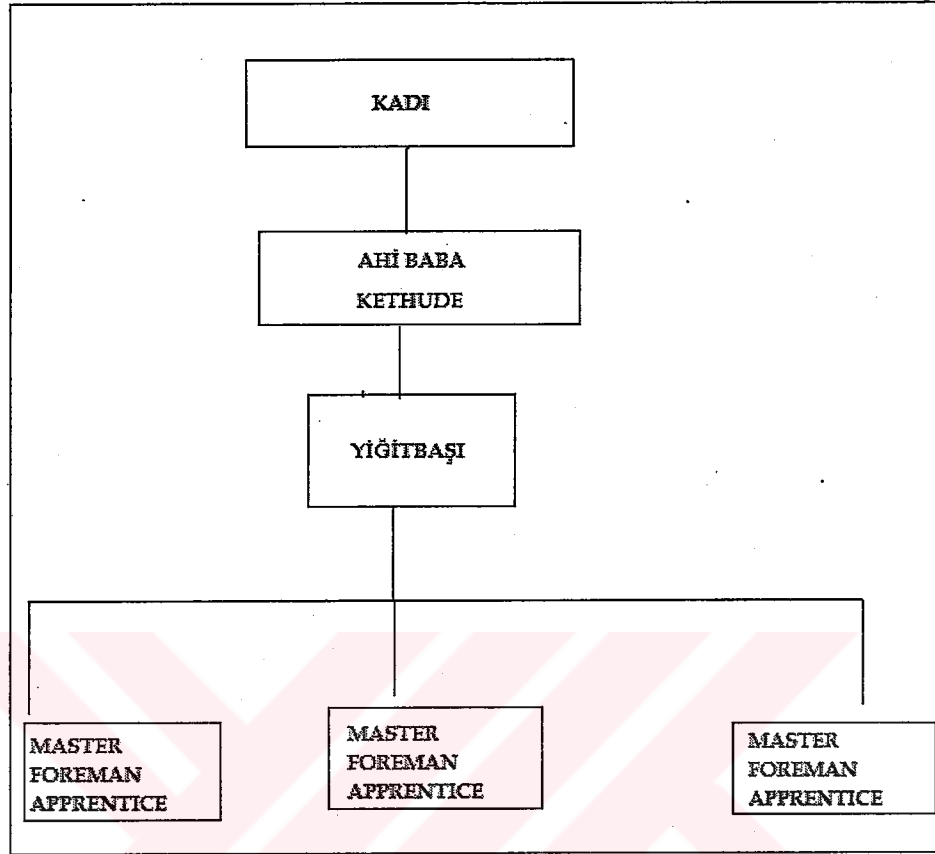 KADI
AHİ BABA
KETHUDE
YİĞİTBAŞI
MASTER
FOREMAN
APPRENTICE
MASTER
FOREMAN
APPRENTICE
MASTER
FOREMAN
APPRENTICE